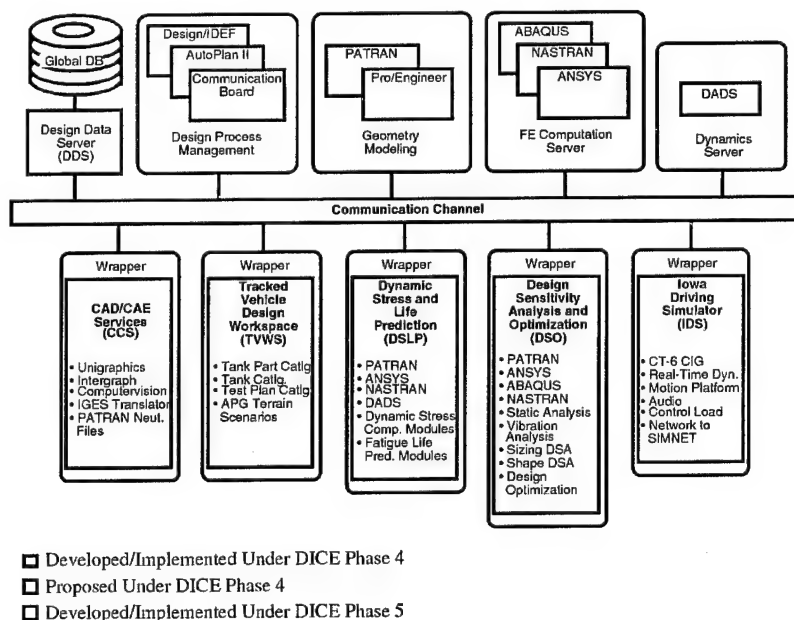 Global DB
Design Data
Server
(DDS)
Design/IDEF
AutoPlan II
Communication
Board
Design Process
Management
PATRAN
Pro/Engineer
Geometry
Modeling
ABAQUS
NASTRAN
ANSYS
FE Computation
Server
DADS
Dynamics
Server
Communication Channel
Wrapper
CAD/CAE
Services
(CCS)
• Unigraphics
• Intergraph
• Computervision
• IGES Translator
• PATRAN Neut.
Files
Wrapper
Tracked
Vehicle
Design
Workspace
(TVWS)
• Tank Part Catlg
• Tank Catlg.
• Test Plan Catlg
• APG Terrain
Scenarios
Wrapper
Dynamic
Stress and
Life
Prediction
(DSLP)
• PATRAN
• ANSYS
• NASTRAN
• DADS
• Dynamic Stress
Comp. Modules
• Fatigue Life
Pred. Modules
Wrapper
Design
Sensitivity
Analysis and
Optimization
(DSO)
• PATRAN
• ANSYS
• ABAQUS
• NASTRAN
• Static Analysis
• Vibration
Analysis
• Sizing DSA
• Shape DSA
• Design
Optimization
Wrapper
Iowa
Driving
Simulator
(IDS)
• CT-6 CIG
• Real-Time Dyn.
• Motion Platform
• Audio
• Control Load
• Network to
SIMNET
Developed/Implemented Under DICE Phase 4
Proposed Under DICE Phase 4
Developed/Implemented Under DICE Phase 5